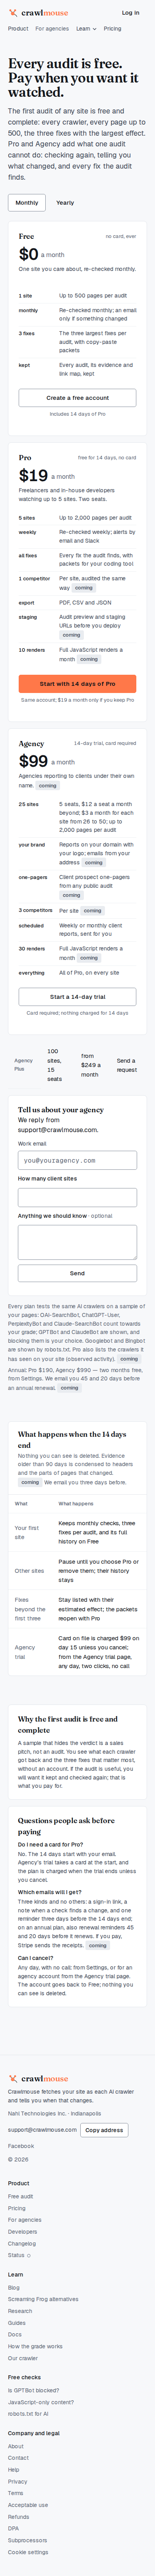 crawlmouse
Log in
Product For agencies Learn Pricing
Every audit is free.
Pay when you want it
watched.
The first audit of any site is free and
complete: every crawler, every page up to
500, the three fixes with the largest effect.
Pro and Agency add what one audit
cannot do: checking again, telling you
what changed, and every fix the audit
finds.
Monthly Yearly
Free no card, ever
$0 a month
One site you care about, re-checked monthly.
1 site Up to 500 pages per audit
monthly Re-checked monthly; an email
only if something changed
3 fixes The three largest fixes per
audit, with copy-paste
packets
kept Every audit, its evidence and
link map, kept
Create a free account
Includes 14 days of Pro
Pro free for 14 days, no card
$19 a month
Freelancers and in-house developers
watching up to 5 sites. Two seats.
5 sites Up to 2,000 pages per audit
weekly Re-checked weekly; alerts by
email and Slack
all fixes Every fix the audit finds, with
packets for your coding tool
1 competitor Per site, audited the same
way coming
export PDF, CSV and JSON
staging Audit preview and staging
URLs before you deploy
coming
10 renders Full JavaScript renders a
month coming
Start with 14 days of Pro
Same account; $19 a month only if you keep Pro
Agency 14-day trial, card required
$99 a month
Agencies reporting to clients under their own
name. coming
25 sites 5 seats, $12 a seat a month
beyond; $3 a month for each
site from 26 to 50; up to
2,000 pages per audit
your brand Reports on your domain with
your logo; emails from your
address coming
one-pagers Client prospect one-pagers
from any public audit
coming
3 competitors Per site coming
scheduled Weekly or monthly client
reports, sent for you
30 renders Full JavaScript renders a
month coming
everything All of Pro, on every site
Start a 14-day trial
Card required; nothing charged for 14 days
Agency
Plus
100
sites,
15
seats
from
$249 a
month
Send a
request
Tell us about your agency
We reply from
support@crawlmouse.com.
Work email
you@youragency.com
How many client sites
Anything we should know · optional
Send
Every plan tests the same AI crawlers on a sample of
your pages: OAI-SearchBot, ChatGPT-User,
PerplexityBot and Claude-SearchBot count towards
your grade; GPTBot and ClaudeBot are shown, and
blocking them is your choice. Googlebot and Bingbot
are shown by robots.txt. Pro also lists the crawlers it
has seen on your site (observed activity). coming
Annual: Pro $190, Agency $990 — two months free,
from Settings. We email you 45 and 20 days before
an annual renewal. coming
What happens when the 14 days
end
Nothing you can see is deleted. Evidence
older than 90 days is condensed to headers
and the parts of pages that changed.
coming We email you three days before.
What What happens
Your first
site
Keeps monthly checks, three
fixes per audit, and its full
history on Free
Other sites
Pause until you choose Pro or
remove them; their history
stays
Fixes
beyond the
first three
Stay listed with their
estimated effect; the packets
reopen with Pro
Agency
trial
Card on file is charged $99 on
day 15 unless you cancel;
from the Agency trial page,
any day, two clicks, no call
Why the first audit is free and
complete
A sample that hides the verdict is a sales
pitch, not an audit. You see what each crawler
got back and the three fixes that matter most,
without an account. If the audit is useful, you
will want it kept and checked again; that is
what you pay for.
Questions people ask before
paying
Do I need a card for Pro?
No. The 14 days start with your email.
Agency's trial takes a card at the start, and
the plan is charged when the trial ends unless
you cancel.
Which emails will I get?
Three kinds and no others: a sign-in link, a
note when a check finds a change, and one
reminder three days before the 14 days end;
on an annual plan, also renewal reminders 45
and 20 days before it renews. If you pay,
Stripe sends the receipts. coming
Can I cancel?
Any day, with no call; from Settings, or for an
Agency account from the Agency trial page.
The account goes back to Free; nothing you
can see is deleted.
crawlmouse
Crawlmouse fetches your site as each AI crawler
and tells you when that changes.
Nahi Technologies Inc. · Indianapolis
support@crawlmouse.com Copy address
Facebook
© 2026
Product
Free audit
Pricing
For agencies
Developers
Changelog
Status
Learn
Blog
Screaming Frog alternatives
Research
Guides
Docs
How the grade works
Our crawler
Free checks
Is GPTBot blocked?
JavaScript-only content?
robots.txt for AI
Company and legal
About
Contact
Help
Privacy
Terms
Acceptable use
Refunds
DPA
Subprocessors
Cookie settings